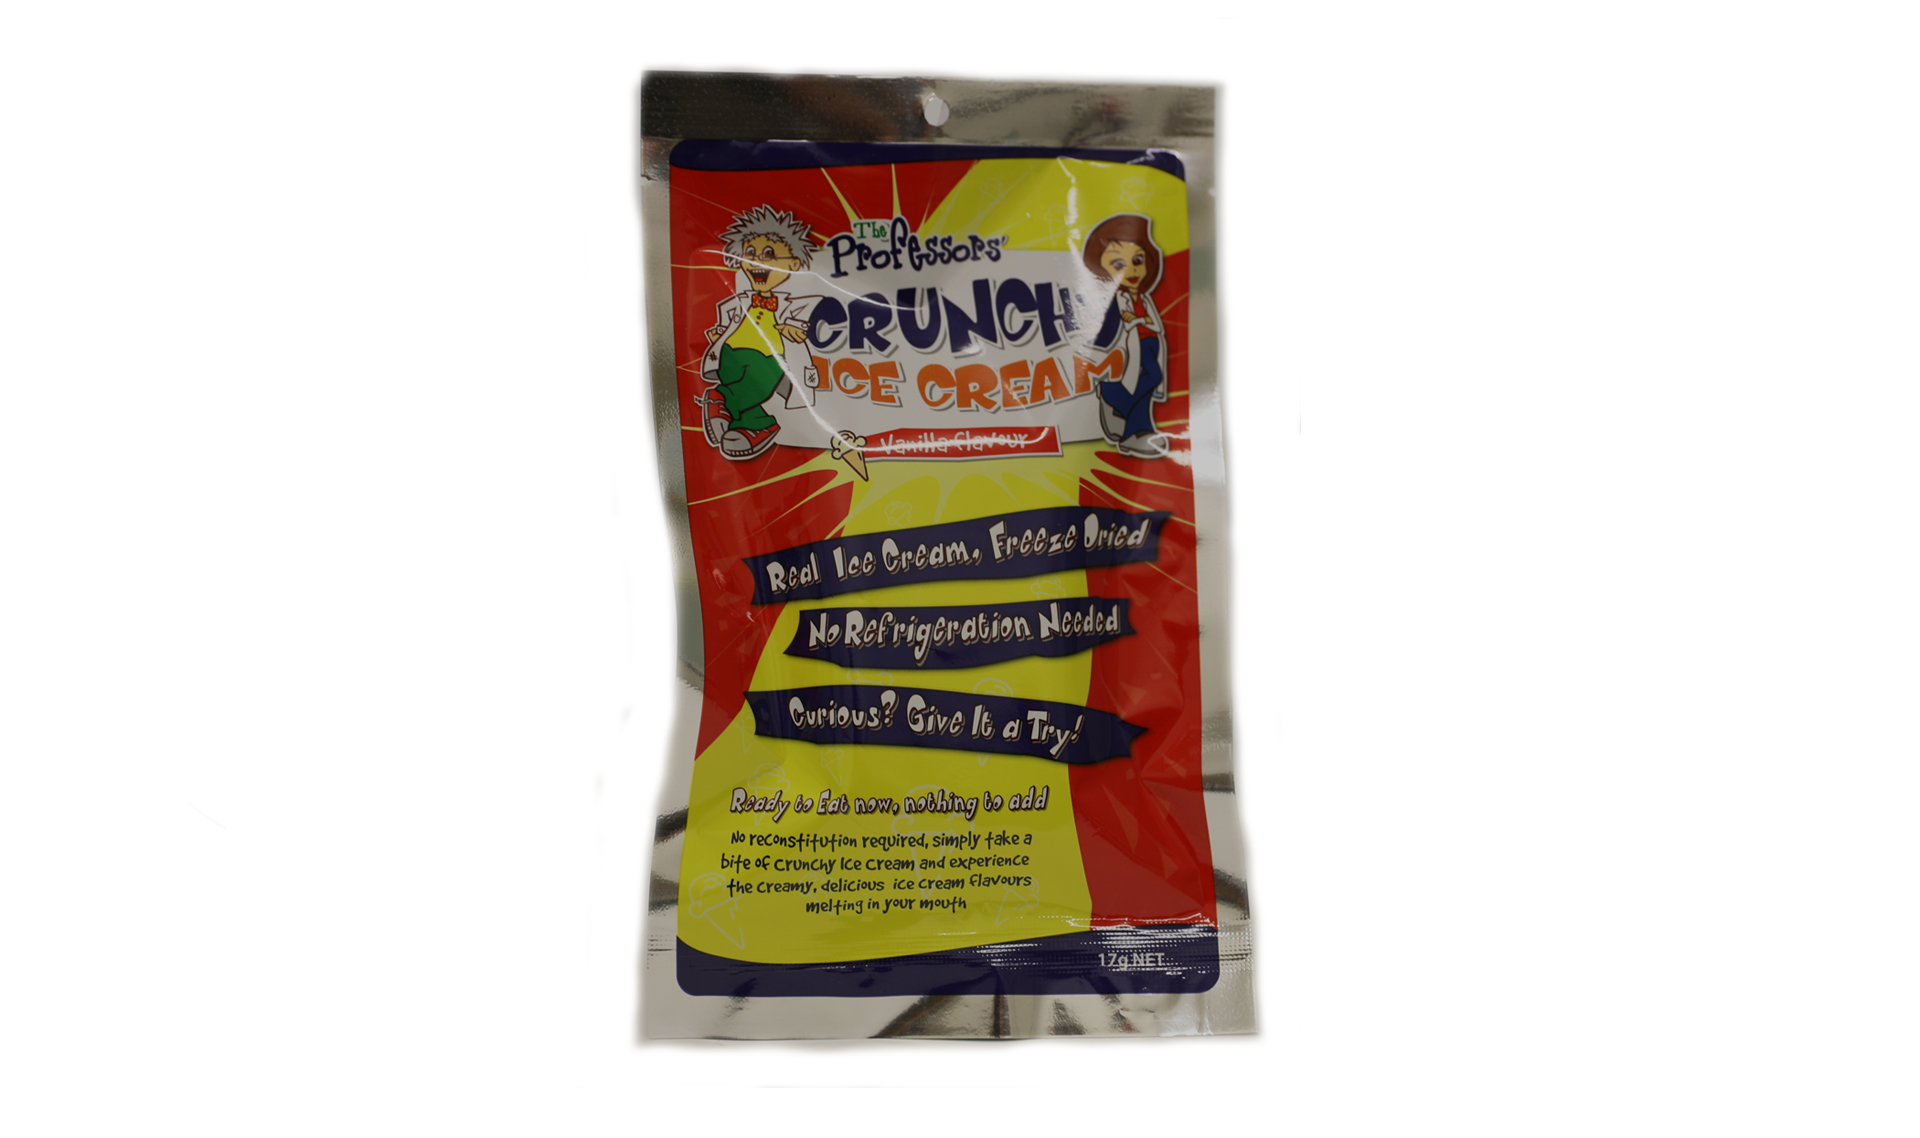 The
Professors'
CRUNCHY
ICE CREAM
Vanilla flavour
Real Ice Cream, Freeze Dried
No Refrigeration Needed
Curious? Give It a Try!
Ready to Eat now, nothing to add
No reconstitution required, simply take a
bite of crunchy Ice cream and experience
the creamy, delicious ice cream flavours
melting in your mouth
17g NET